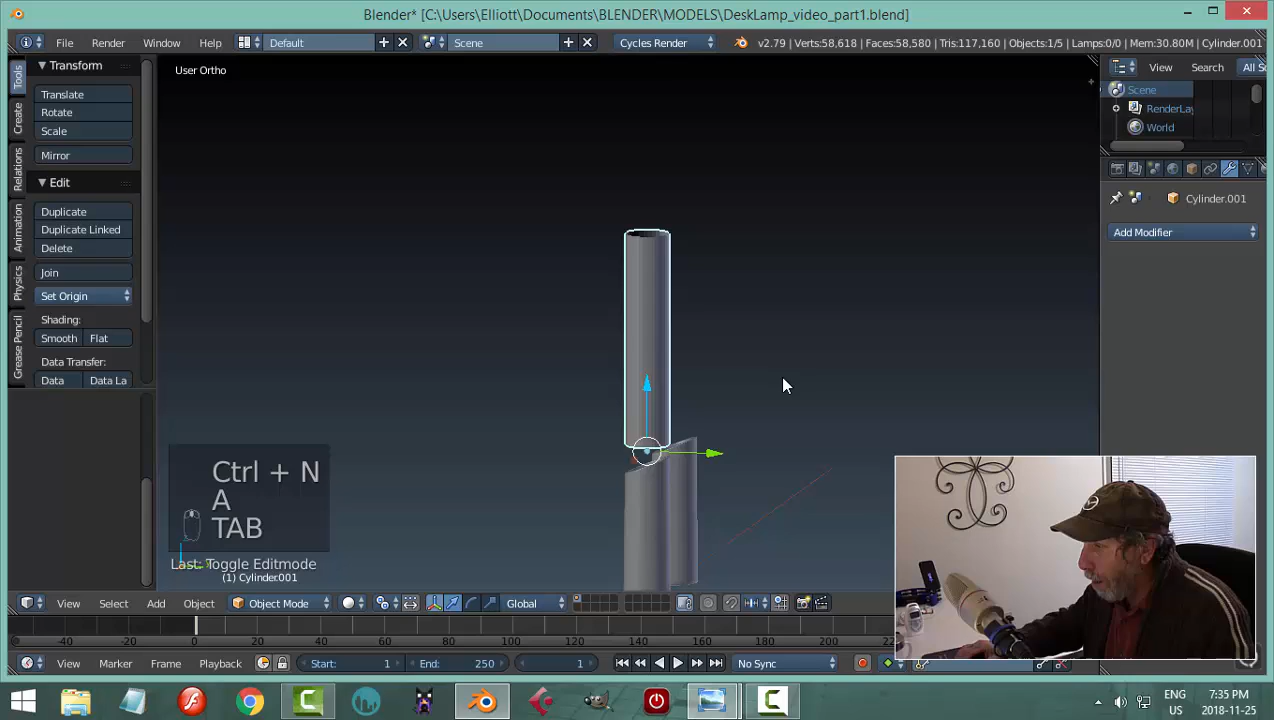 Blender* [C:\Users\Elliott\Documents\BLENDER\MODELS\DeskLamp_video_part1.blend]
File Render Window Help Default Scene Cycles Render v2.79 | Verts:58,618 | Faces:58,580 | Tris:117,160 | Objects:1/5 | Lamps:0/0 | Mem:30.80M | Cylinder.001
Transform
Translate
Rotate
Scale
Mirror
Edit
Duplicate
Duplicate Linked
Delete
Join
Set Origin
Shading:
Smooth Flat
Data Transfer:
Data Data La
Tools
Create
Relations
Animation
Physics
Grease Pencil
User Ortho
Ctrl + N
A
TAB
Last: Toggle Editmode
(1) Cylinder.001
View Search All S
Scene
RenderLay
World
Cylinder.001
Add Modifier
View Select Add Object Object Mode Global
-40 -20 0 20 40 60 80 100 120 140 160 180 200
View Marker Frame Playback Start: 1 End: 250 1 No Sync
ENG 7:35 PM
US 2018-11-25